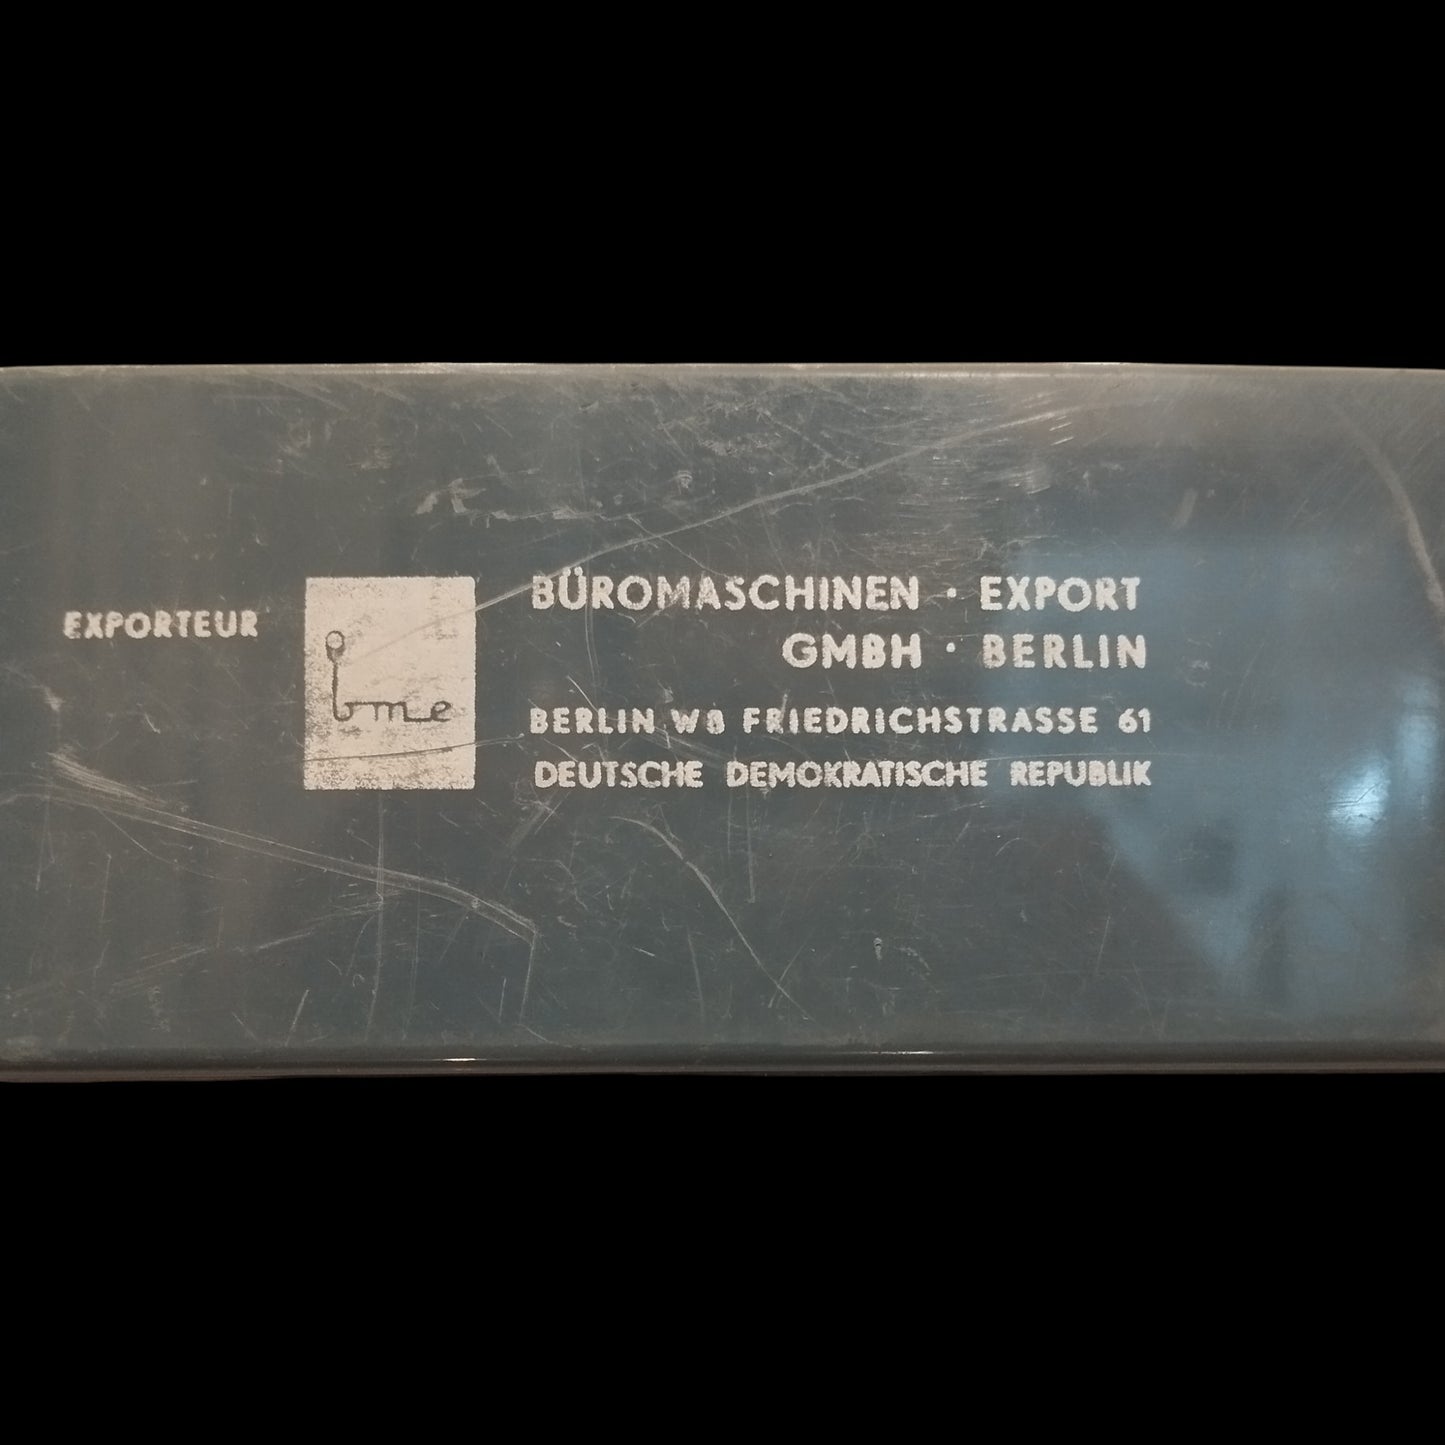 EXPORTEUR
bme
BÜROMASCHINEN · EXPORT
GMBH · BERLIN
BERLIN W8 FRIEDRICHSTRASSE 61
DEUTSCHE DEMOKRATISCHE REPUBLIK